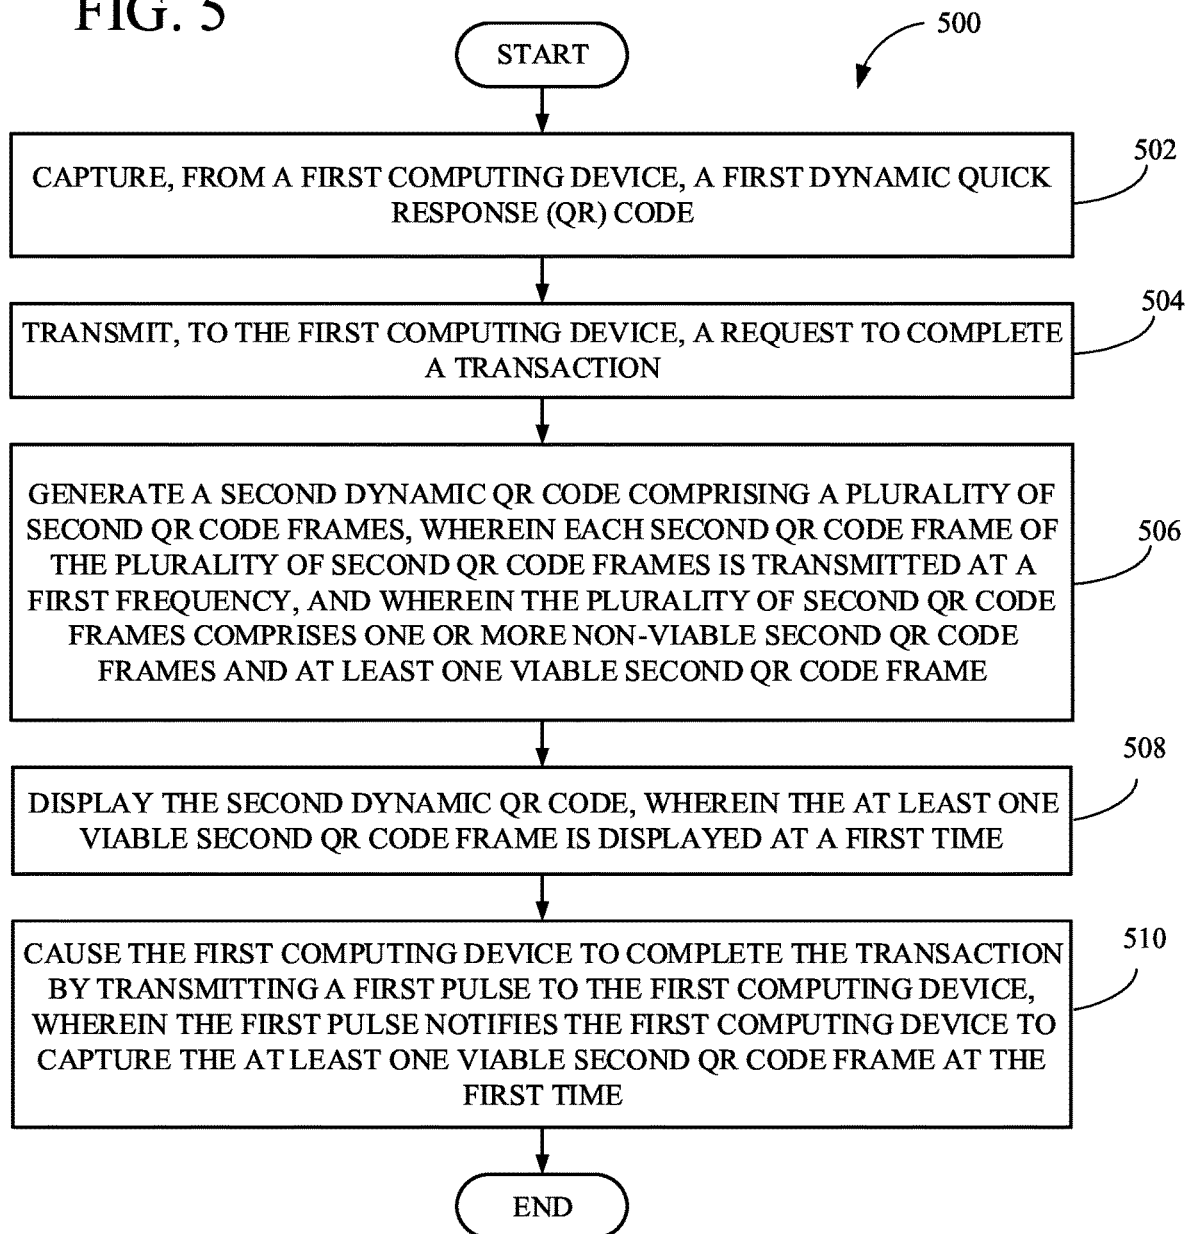 FIG. 5
500
START
502
CAPTURE, FROM A FIRST COMPUTING DEVICE, A FIRST DYNAMIC QUICK
RESPONSE (QR) CODE
504
TRANSMIT, TO THE FIRST COMPUTING DEVICE, A REQUEST TO COMPLETE
A TRANSACTION
GENERATE A SECOND DYNAMIC QR CODE COMPRISING A PLURALITY OF
SECOND QR CODE FRAMES, WHEREIN EACH SECOND QR CODE FRAME OF
506
THE PLURALITY OF SECOND QR CODE FRAMES IS TRANSMITTED AT A
FIRST FREQUENCY, AND WHEREIN THE PLURALITY OF SECOND QR CODE
FRAMES COMPRISES ONE OR MORE NON-VIABLE SECOND QR CODE
FRAMES AND AT LEAST ONE VIABLE SECOND QR CODE FRAME
508
DISPLAY THE SECOND DYNAMIC QR CODE, WHEREIN THE AT LEAST ONE
VIABLE SECOND QR CODE FRAME IS DISPLAYED AT A FIRST TIME
510
CAUSE THE FIRST COMPUTING DEVICE TO COMPLETE THE TRANSACTION
BY TRANSMITTING A FIRST PULSE TO THE FIRST COMPUTING DEVICE,
WHEREIN THE FIRST PULSE NOTIFIES THE FIRST COMPUTING DEVICE TO
CAPTURE THE AT LEAST ONE VIABLE SECOND QR CODE FRAME AT THE
FIRST TIME
END